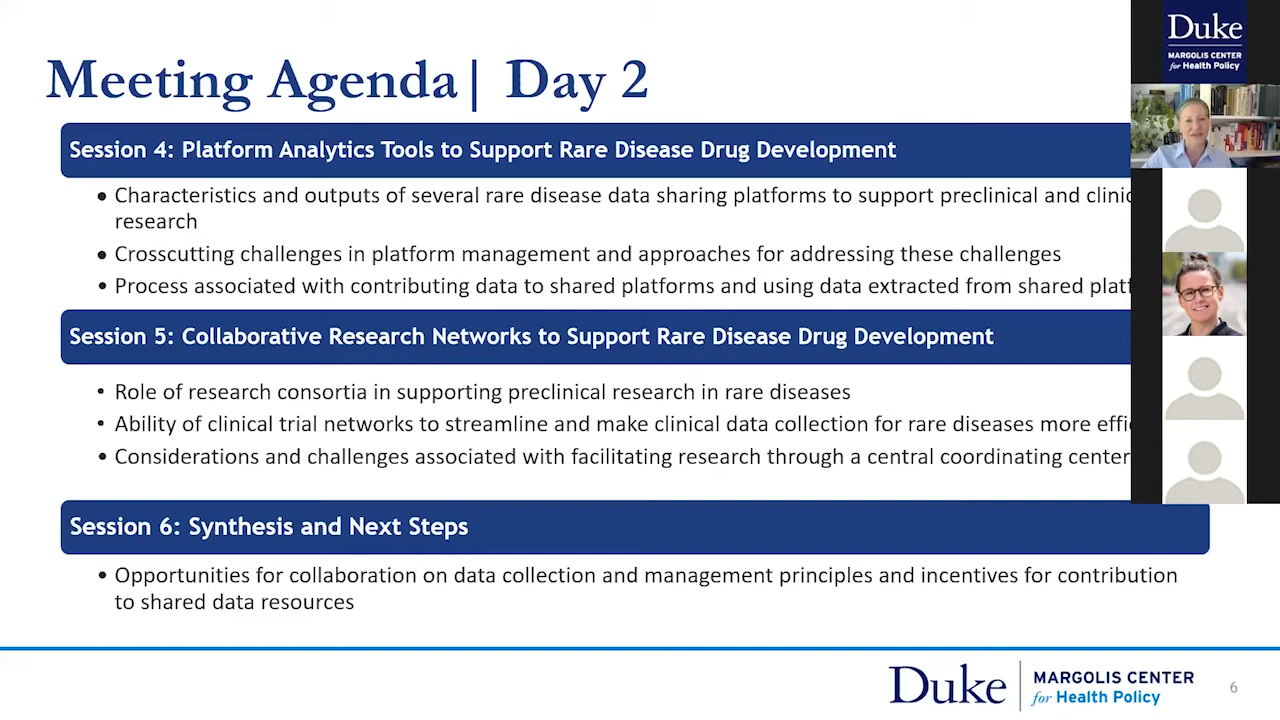 Meeting Agenda| Day 2
Session 4: Platform Analytics Tools to Support Rare Disease Drug Development
• Characteristics and outputs of several rare disease data sharing platforms to support preclinical and
research
• Crosscutting challenges in platform management and approaches for addressing these challenges
• Process associated with contributing data to shared platforms and using data extracted from shared
Session 5: Collaborative Research Networks to Support Rare Disease Drug Development
• Role of research consortia in supporting preclinical research in rare diseases
• Ability of clinical trial networks to streamline and make clinical data collection for rare diseases more
• Considerations and challenges associated with facilitating research through a central coordinating center
Session 6: Synthesis and Next Steps
• Opportunities for collaboration on data collection and management principles and incentives for contribution
to shared data resources
Duke
MARGOLIS CENTER
for Health Policy
Duke
MARGOLIS CENTER
for Health Policy
6